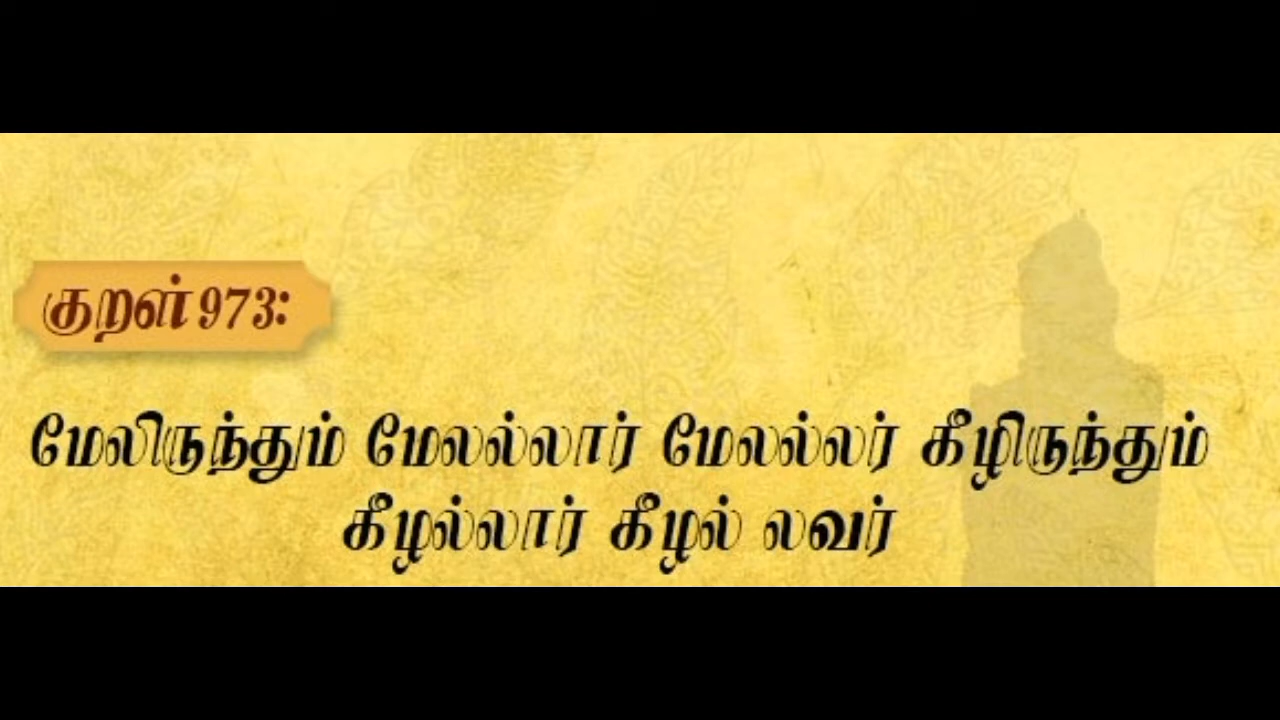 குறள் 973:
மேலிருந்தும் மேலல்லார் மேலல்லர் கீழிருந்தும்
கீழல்லார் கீழல் லவர்